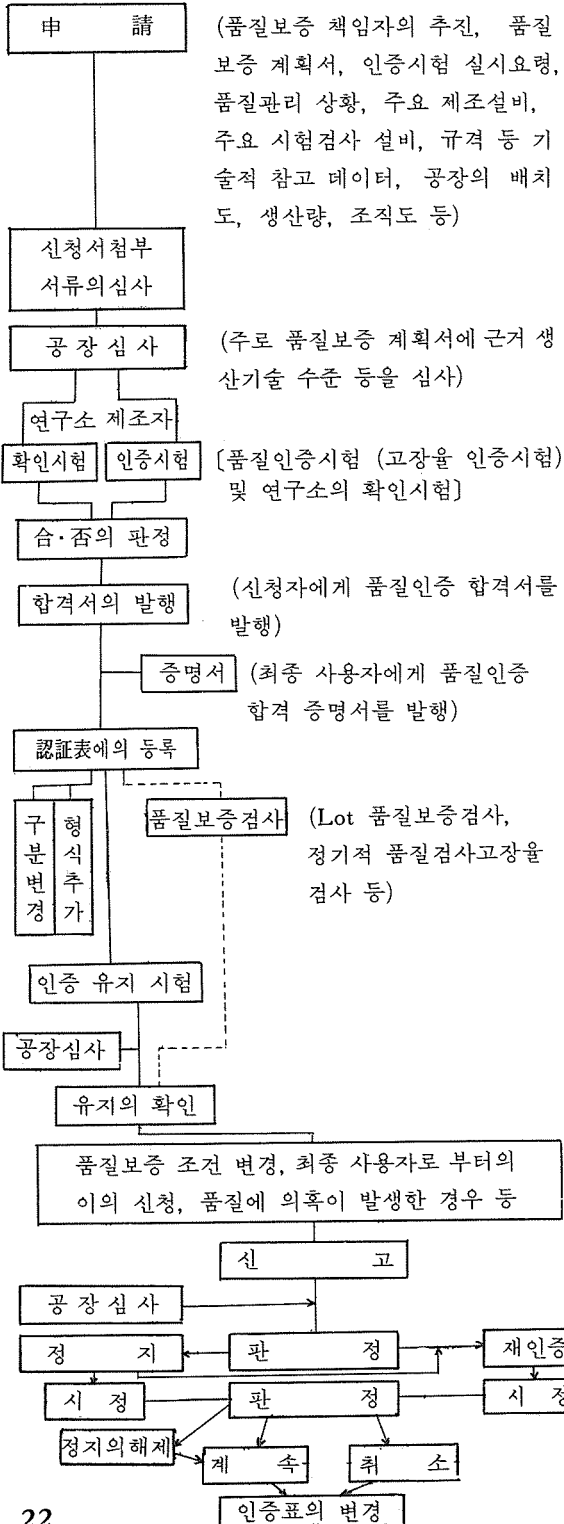 申 請
(품질보증 책임자의 추진, 품질
보증 계획서, 인증시험 실시요령,
품질관리 상황, 주요 제조설비,
주요 시험검사 설비, 규격 등 기
술적 참고 데이터, 공장의 배치
도, 생산량, 조직도 등)
신청서첨부
서류의심사
공 장 심 사
(주로 품질보증 계획서에 근거 생
산기술 수준 등을 심사)
연구소 제조자
확인시험 인증시험
〔품질인증시험 (고장율 인증시험)
및 연구소의 확인시험〕
合·否의 판정
합격서의 발행
(신청자에게 품질인증 합격서를
발행)
증명서
(최종 사용자에게 품질인증
합격 증명서를 발행)
認証表에의 등록
구분변경
형식추가
품질보증검사
(Lot 품질보증검사,
정기적 품질검사고장율
검사 등)
인증 유지 시험
공장심사
유지의 확인
품질보증 조건 변경, 최종 사용자로 부터의
이의 신청, 품질에 의혹이 발생한 경우 등
신 고
공 장 심 사
정 지 판 정 재인증
시 정 판 정 시 정
정지의해제
계 속 취 소
인증표의 변경
22